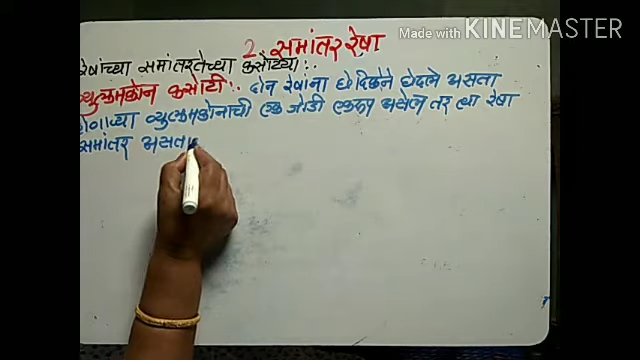 Made with KINEMASTER
2. समांतर रेषा
रेषांच्या समांतरतेच्या कसोट्या :
व्युत्क्रमकोन कसोटी : दोन रेषांना छेदिकेने छेदले असता
होणाऱ्या व्युत्क्रमकोनाची एक जोडी एकरूप असेल तर त्या रेषा
समांतर असता